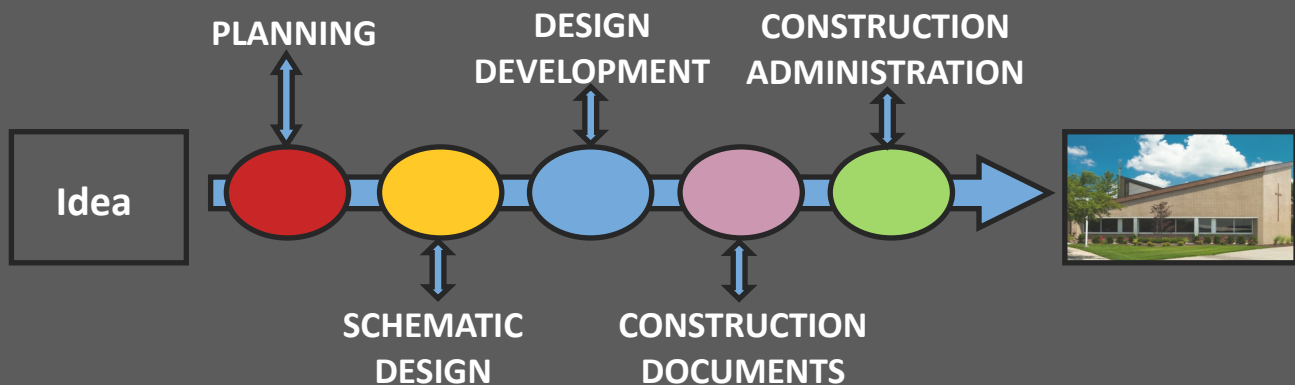 PLANNING
DESIGN
DEVELOPMENT
CONSTRUCTION
ADMINISTRATION
Idea
SCHEMATIC
DESIGN
CONSTRUCTION
DOCUMENTS